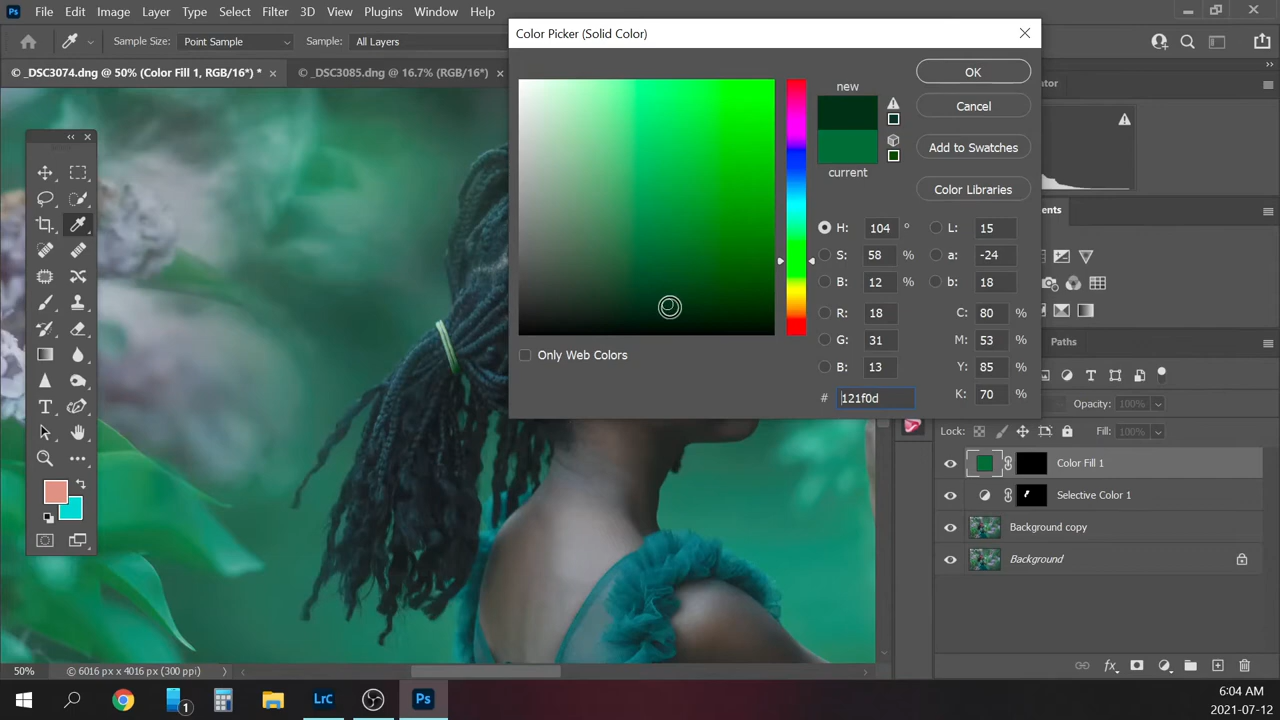 Ps File Edit Image Layer Type Select Filter 3D View Plugins Window Help
Sample Size: Point Sample Sample: All Layers
© _DSC3074.dng @ 50% (Color Fill 1, RGB/16*) * × © _DSC3085.dng @ 16.7% (RGB/16*) ×
Color Picker (Solid Color)
new
current
OK
Cancel
Add to Swatches
Color Libraries
H: 104 ° L: 15
S: 58 % a: -24
B: 12 % b: 18
R: 18 C: 80 %
G: 31 M: 53 %
B: 13 Y: 85 %
# 121f0d K: 70 %
Only Web Colors
Paths
Opacity: 100%
Lock: Fill: 100%
Color Fill 1
Selective Color 1
Background copy
Background
50% © 6016 px x 4016 px (300 ppi)
1 LrC Ps
6:04 AM
2021-07-12